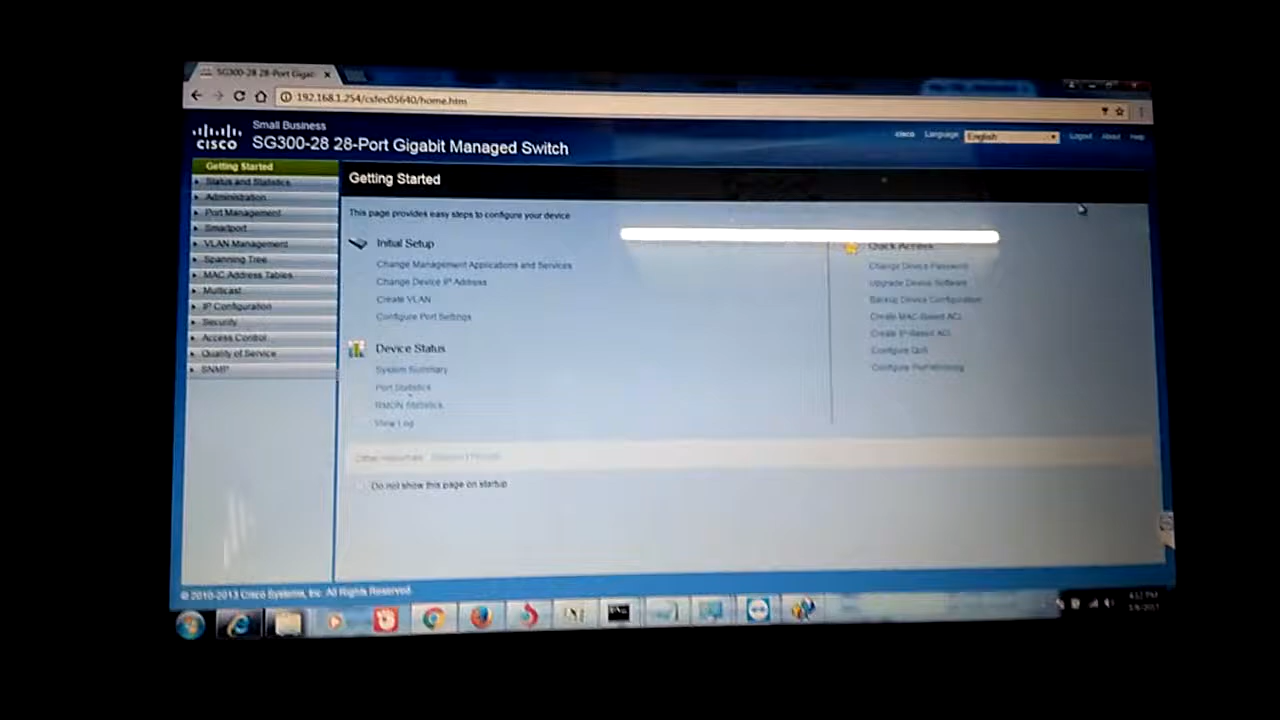 SG300-28 28-Port Gigabit
192.168.1.254/csfec05640/home.htm
Small Business
CISCO
SG300-28 28-Port Gigabit Managed Switch
cisco Language English Logout About Help
Getting Started
Status and Statistics
Administration
Port Management
Smartport
VLAN Management
Spanning Tree
MAC Address Tables
Multicast
IP Configuration
Security
Access Control
Quality of Service
SNMP
Getting Started
This page provides easy steps to configure your device
Initial Setup
Change Management Applications and Services
Change Device IP Address
Create VLAN
Configure Port Settings
Device Status
System Summary
Port Statistics
RMON Statistics
View Log
Quick Access
Change Device Password
Upgrade Device Software
Backup Device Configuration
Create MAC-Based ACL
Create IP-Based ACL
Configure QoS
Configure Port Mirroring
Other resources
Do not show this page on startup
© 2010-2013 Cisco Systems, Inc. All Rights Reserved.